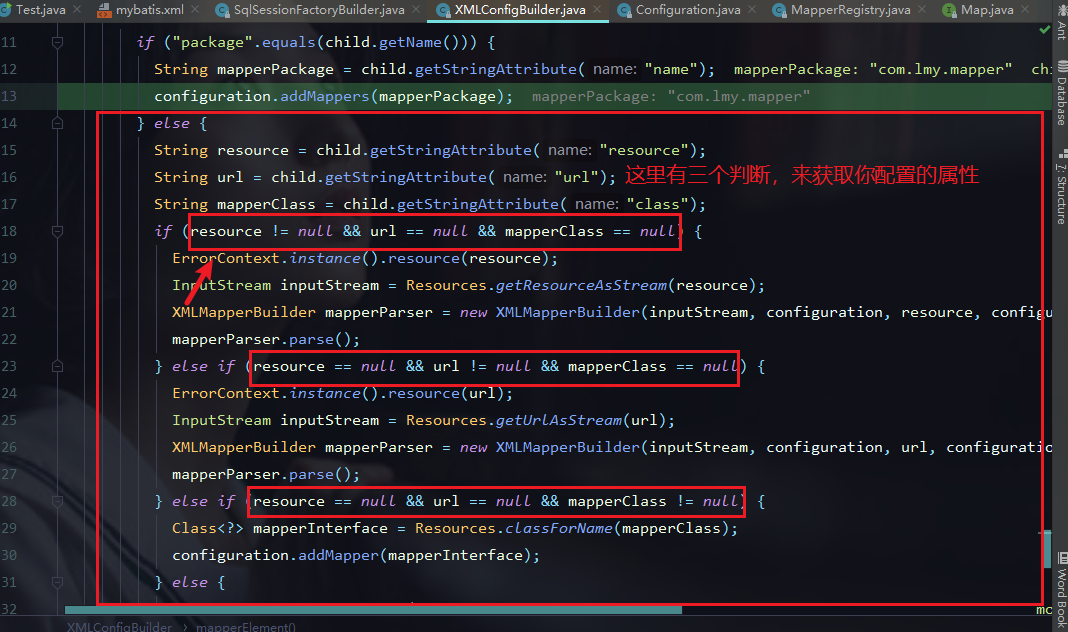 Test.java mybatis.xml SqlSessionFactoryBuilder.java XMLConfigBuilder.java Configuration.java MapperRegistry.java Map.java
11 if ("package".equals(child.getName())) {
12 String mapperPackage = child.getStringAttribute( name: "name"); mapperPackage: "com.lmy.mapper" chi
13 configuration.addMappers(mapperPackage); mapperPackage: "com.lmy.mapper"
14 } else {
15 String resource = child.getStringAttribute( name: "resource");
16 String url = child.getStringAttribute( name: "url"); 这里有三个判断，来获取你配置的属性
17 String mapperClass = child.getStringAttribute( name: "class");
18 if (resource != null && url == null && mapperClass == null) {
19 ErrorContext.instance().resource(resource);
20 InputStream inputStream = Resources.getResourceAsStream(resource);
21 XMLMapperBuilder mapperParser = new XMLMapperBuilder(inputStream, configuration, resource, configu
22 mapperParser.parse();
23 } else if (resource == null && url != null && mapperClass == null) {
24 ErrorContext.instance().resource(url);
25 InputStream inputStream = Resources.getUrlAsStream(url);
26 XMLMapperBuilder mapperParser = new XMLMapperBuilder(inputStream, configuration, url, configuratio
27 mapperParser.parse();
28 } else if (resource == null && url == null && mapperClass != null) {
29 Class<?> mapperInterface = Resources.classForName(mapperClass);
30 configuration.addMapper(mapperInterface);
31 } else {
32
XMLConfigBuilder › mapperElement()
Ant
Database
Z: Structure
Word Book